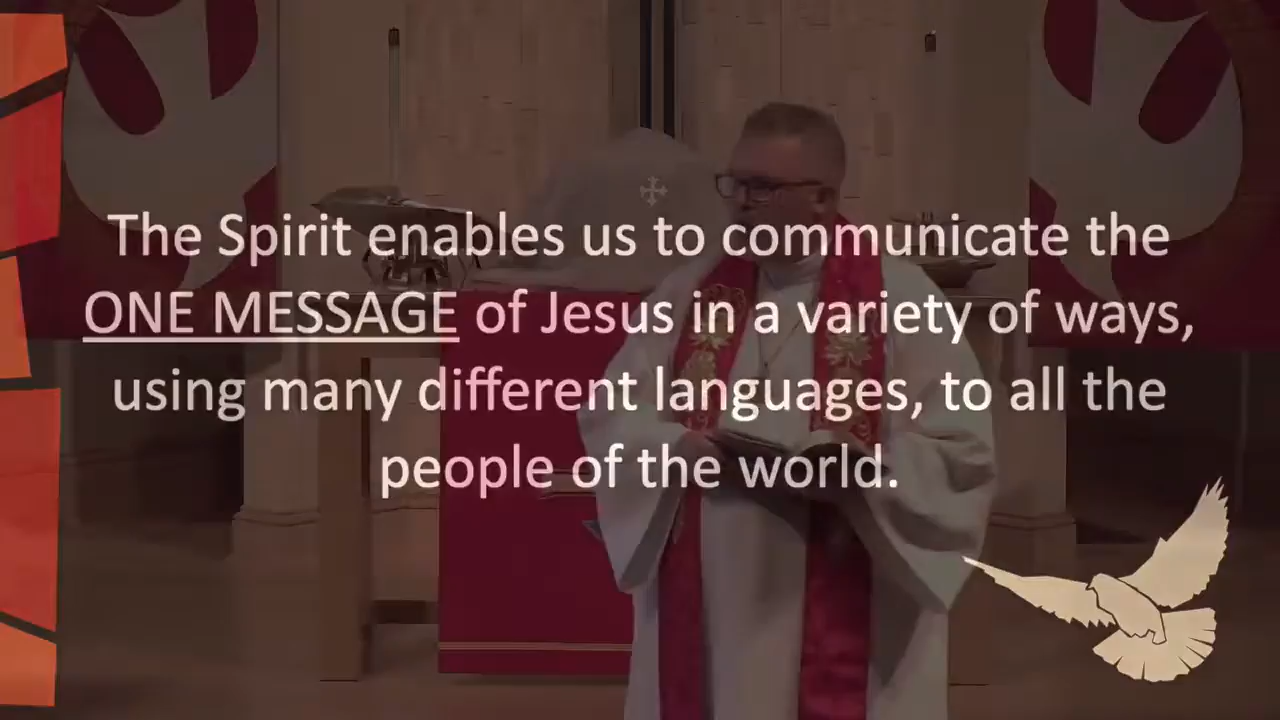 The Spirit enables us to communicate the
ONE MESSAGE of Jesus in a variety of ways,
using many different languages, to all the
people of the world.